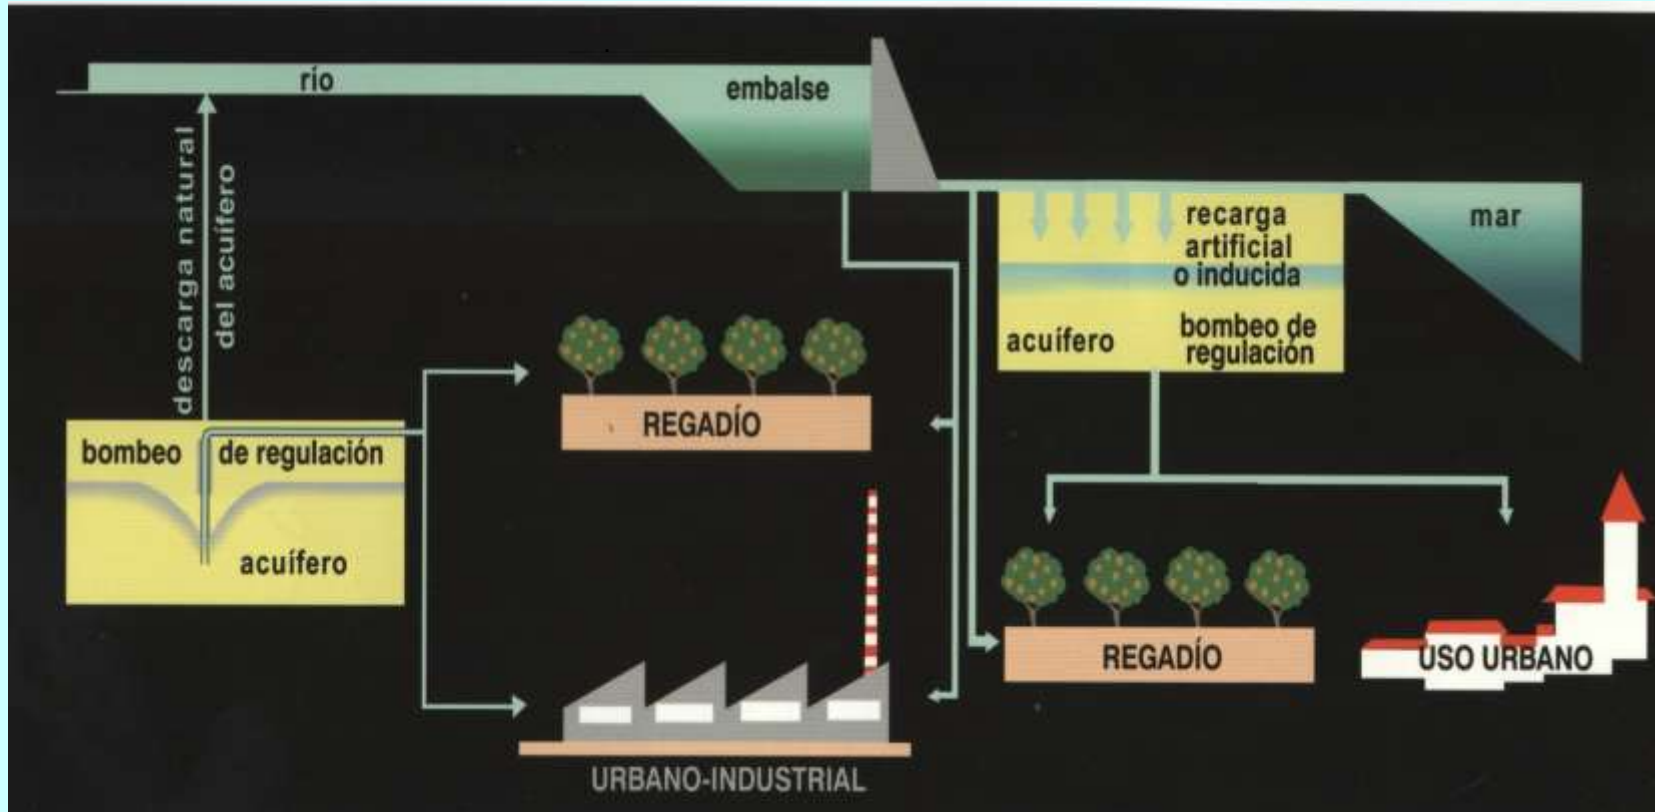 río
embalse
descarga natural
del acuífero
recarga
artificial
o inducida
mar
acuífero
bombeo de
regulación
REGADÍO
bombeo de regulación
acuífero
REGADÍO
USO URBANO
URBANO-INDUSTRIAL